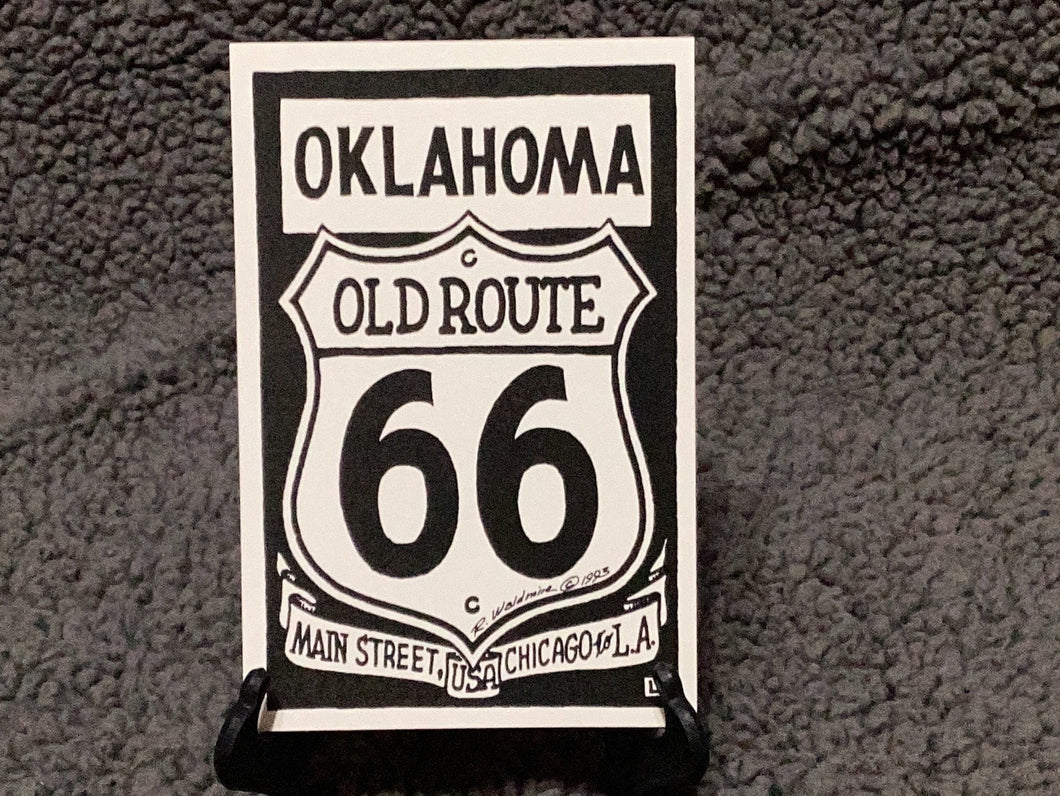 OKLAHOMA
C
OLD ROUTE
66
C
R. Waldmire © 1993
MAIN STREET, USA CHICAGO to L.A.